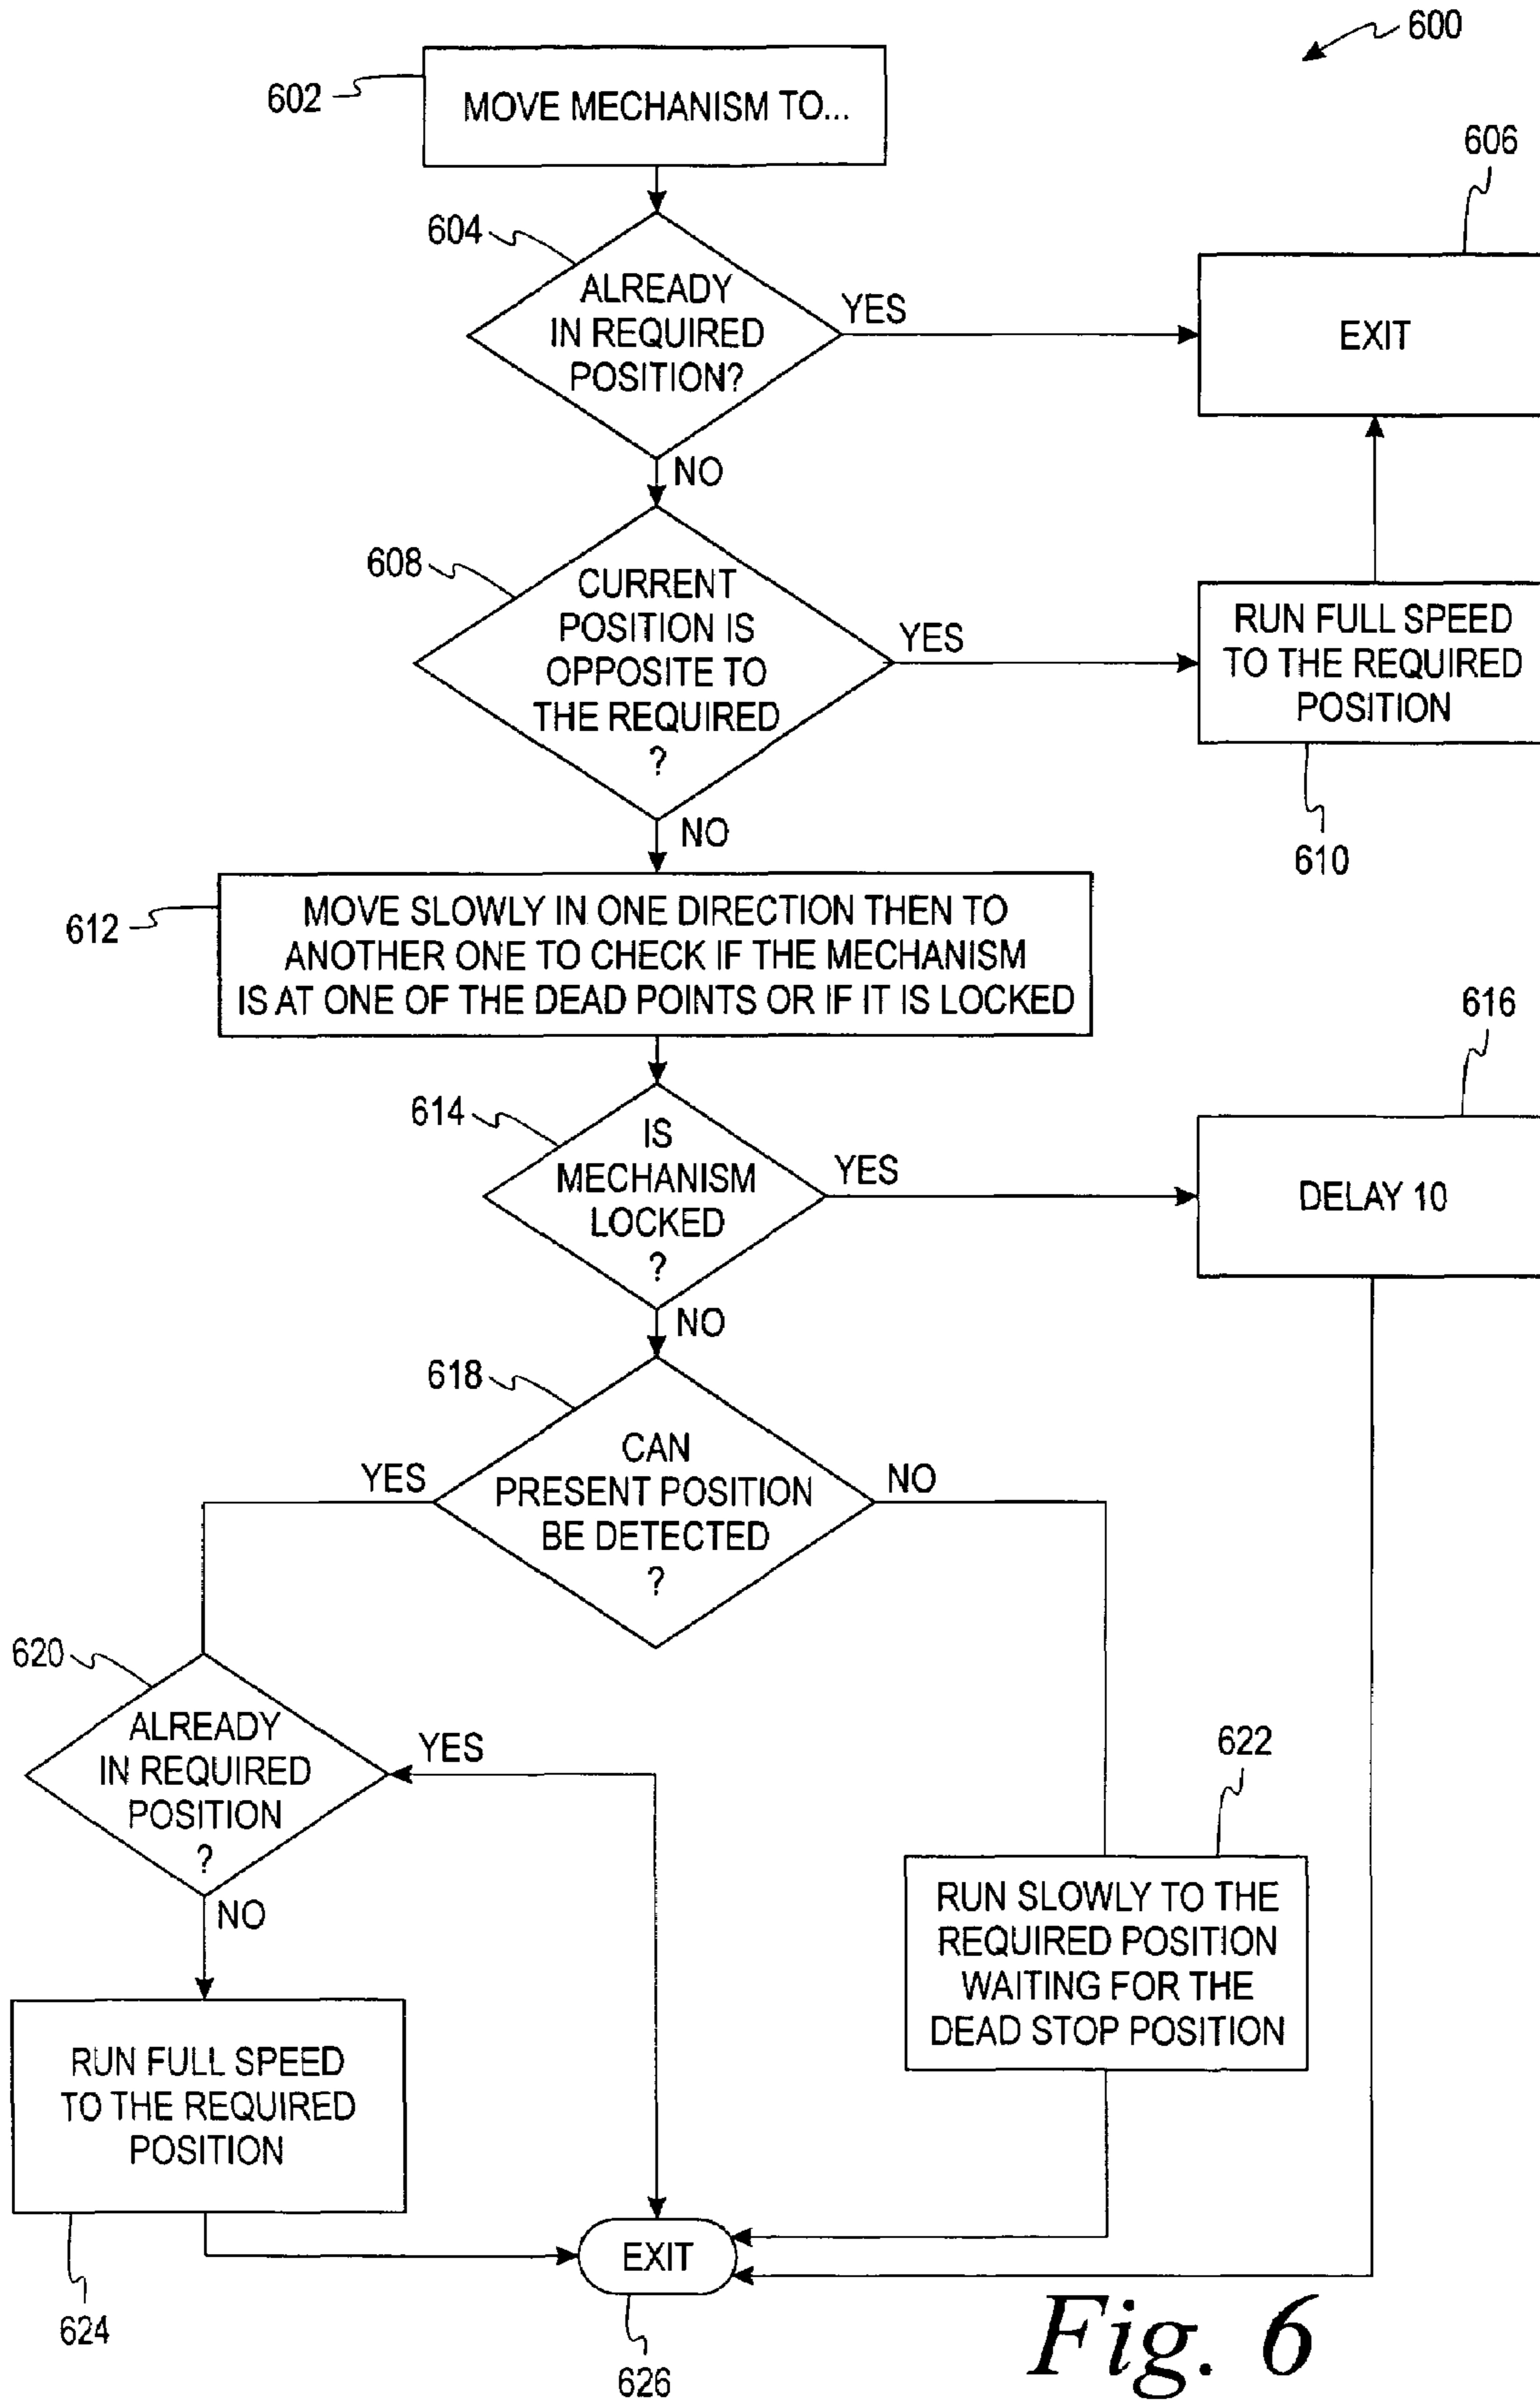 600
602
MOVE MECHANISM TO...
606
604
ALREADY
IN REQUIRED
POSITION?
YES
EXIT
NO
608
CURRENT
POSITION IS
OPPOSITE TO
THE REQUIRED
?
YES
RUN FULL SPEED
TO THE REQUIRED
POSITION
610
NO
612
MOVE SLOWLY IN ONE DIRECTION THEN TO
ANOTHER ONE TO CHECK IF THE MECHANISM
IS AT ONE OF THE DEAD POINTS OR IF IT IS LOCKED
616
614
IS
MECHANISM
LOCKED
?
YES
DELAY 10
NO
618
CAN
PRESENT POSITION
BE DETECTED
?
YES
NO
620
ALREADY
IN REQUIRED
POSITION
?
YES
622
NO
RUN SLOWLY TO THE
REQUIRED POSITION
WAITING FOR THE
DEAD STOP POSITION
RUN FULL SPEED
TO THE REQUIRED
POSITION
624
EXIT
626
Fig. 6